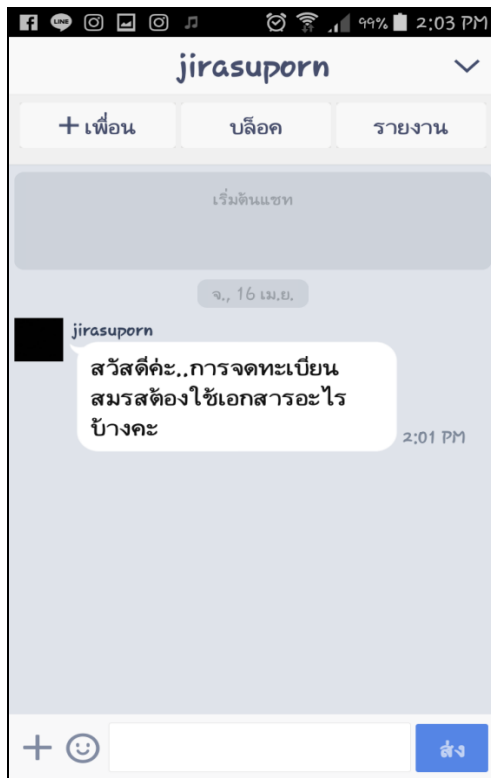 LINE
99% 2:03 PM
jirasuporn
+ เพื่อน
บล็อค
รายงาน
เริ่มต้นแชท
จ., 16 เม.ย.
jirasuporn
สวัสดีค่ะ..การจดทะเบียน
สมรสต้องใช้เอกสารอะไร
บ้างคะ
2:01 PM
ส่ง